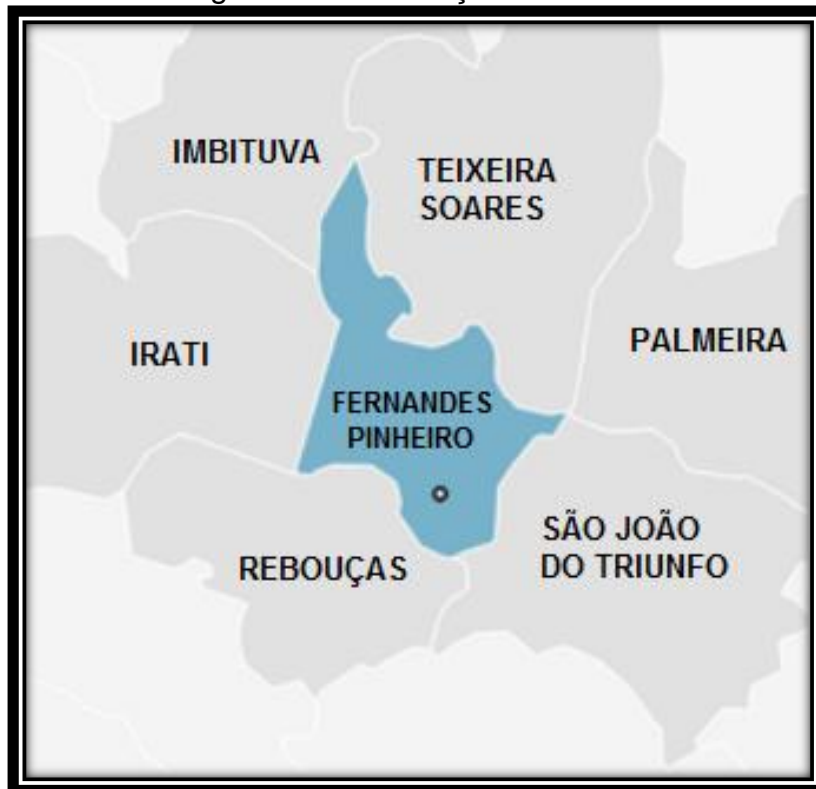 IMBITUVA
TEIXEIRA
SOARES
PALMEIRA
IRATI
FERNANDES
PINHEIRO
SÃO JOÃO
DO TRIUNFO
REBOUÇAS